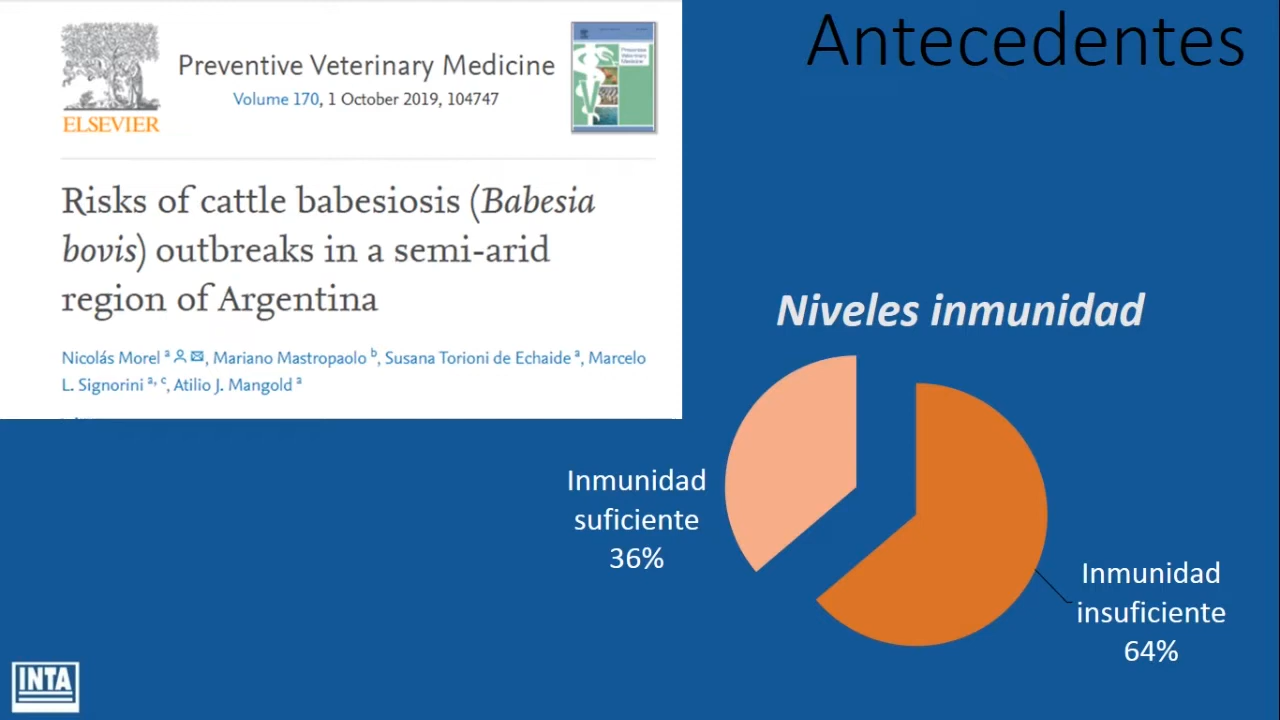 Antecedentes
ELSEVIER
Preventive Veterinary Medicine
Volume 170, 1 October 2019, 104747
Risks of cattle babesiosis (Babesia
bovis) outbreaks in a semi-arid
region of Argentina
Nicolás Morel a, Mariano Mastropaolo b, Susana Torioni de Echaide a, Marcelo
L. Signorini a, c, Atilio J. Mangold a
Niveles inmunidad
Inmunidad
suficiente
36%
Inmunidad
insuficiente
64%
INTA